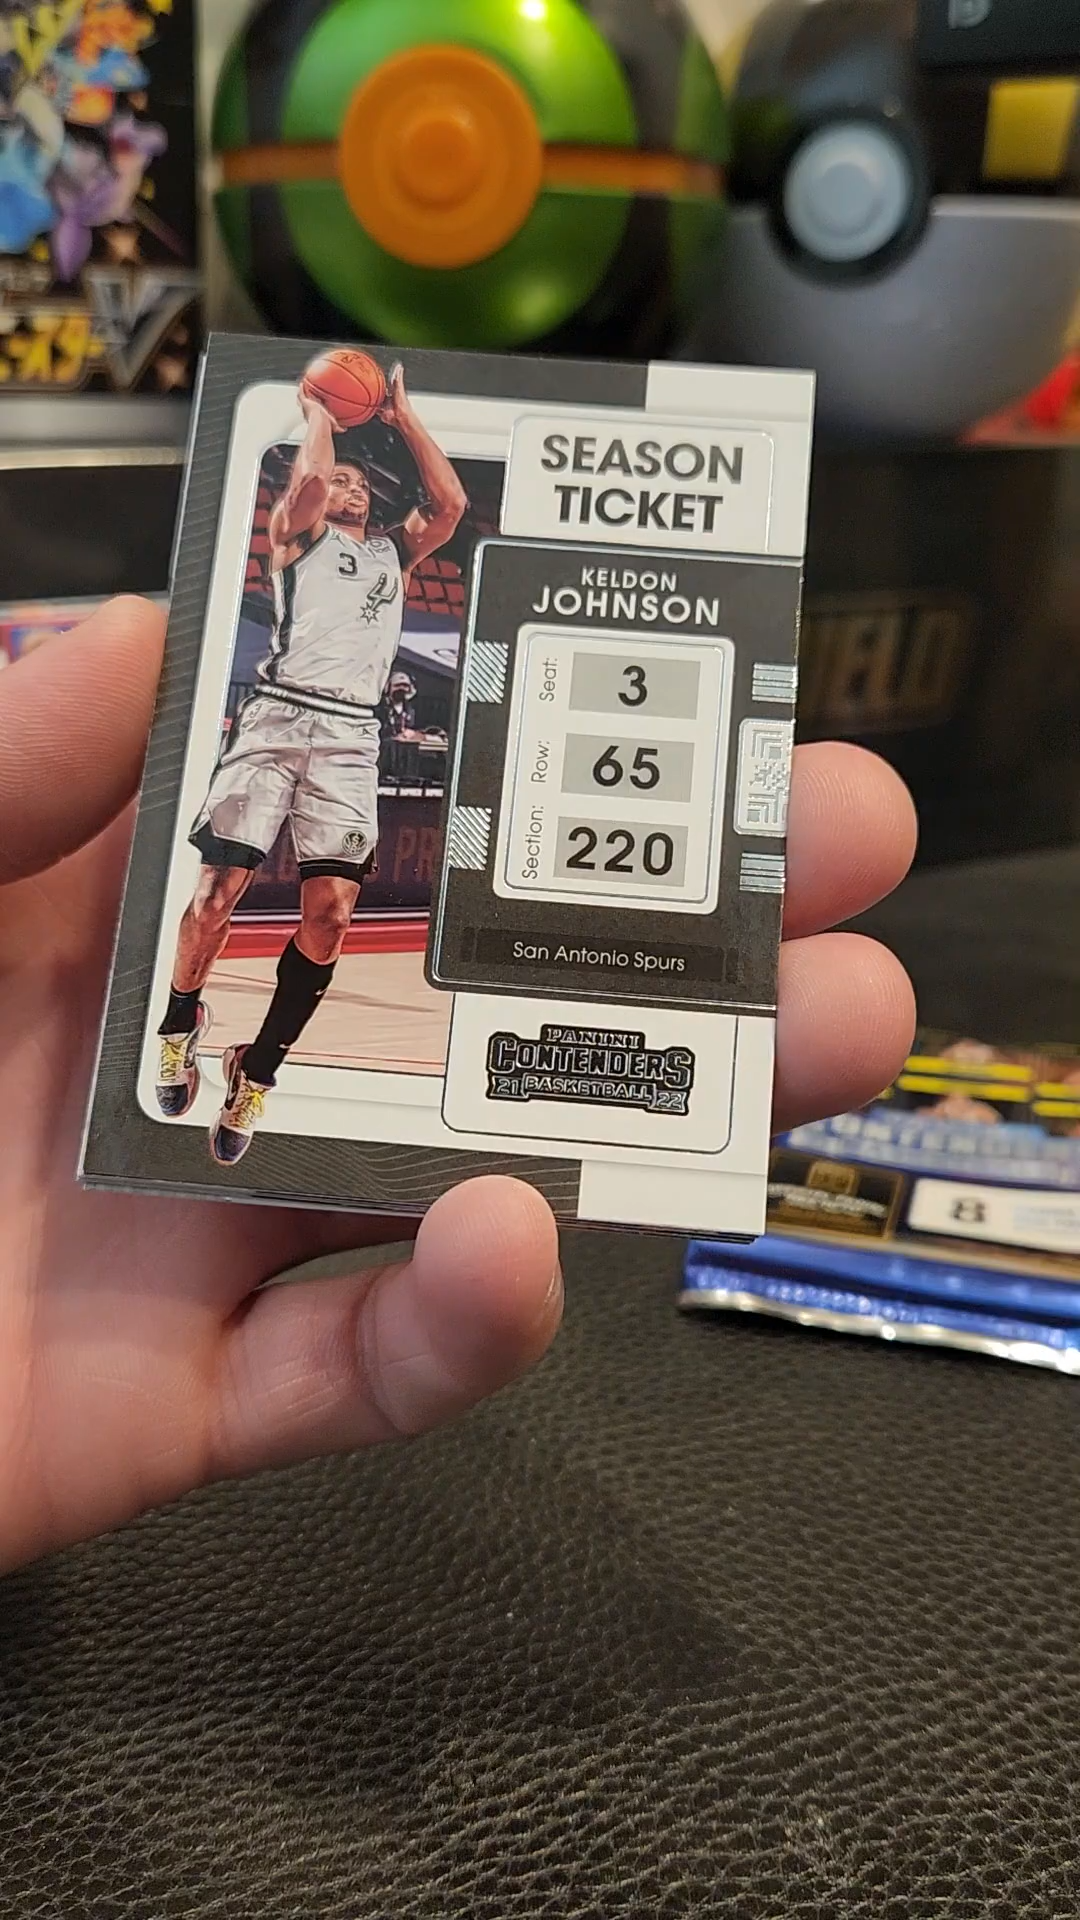 SEASON
TICKET
KELDON
JOHNSON
3
Seat: 3
Row: 65
Section: 220
San Antonio Spurs
PANINI
CONTENDERS
21 BASKETBALL 22
8